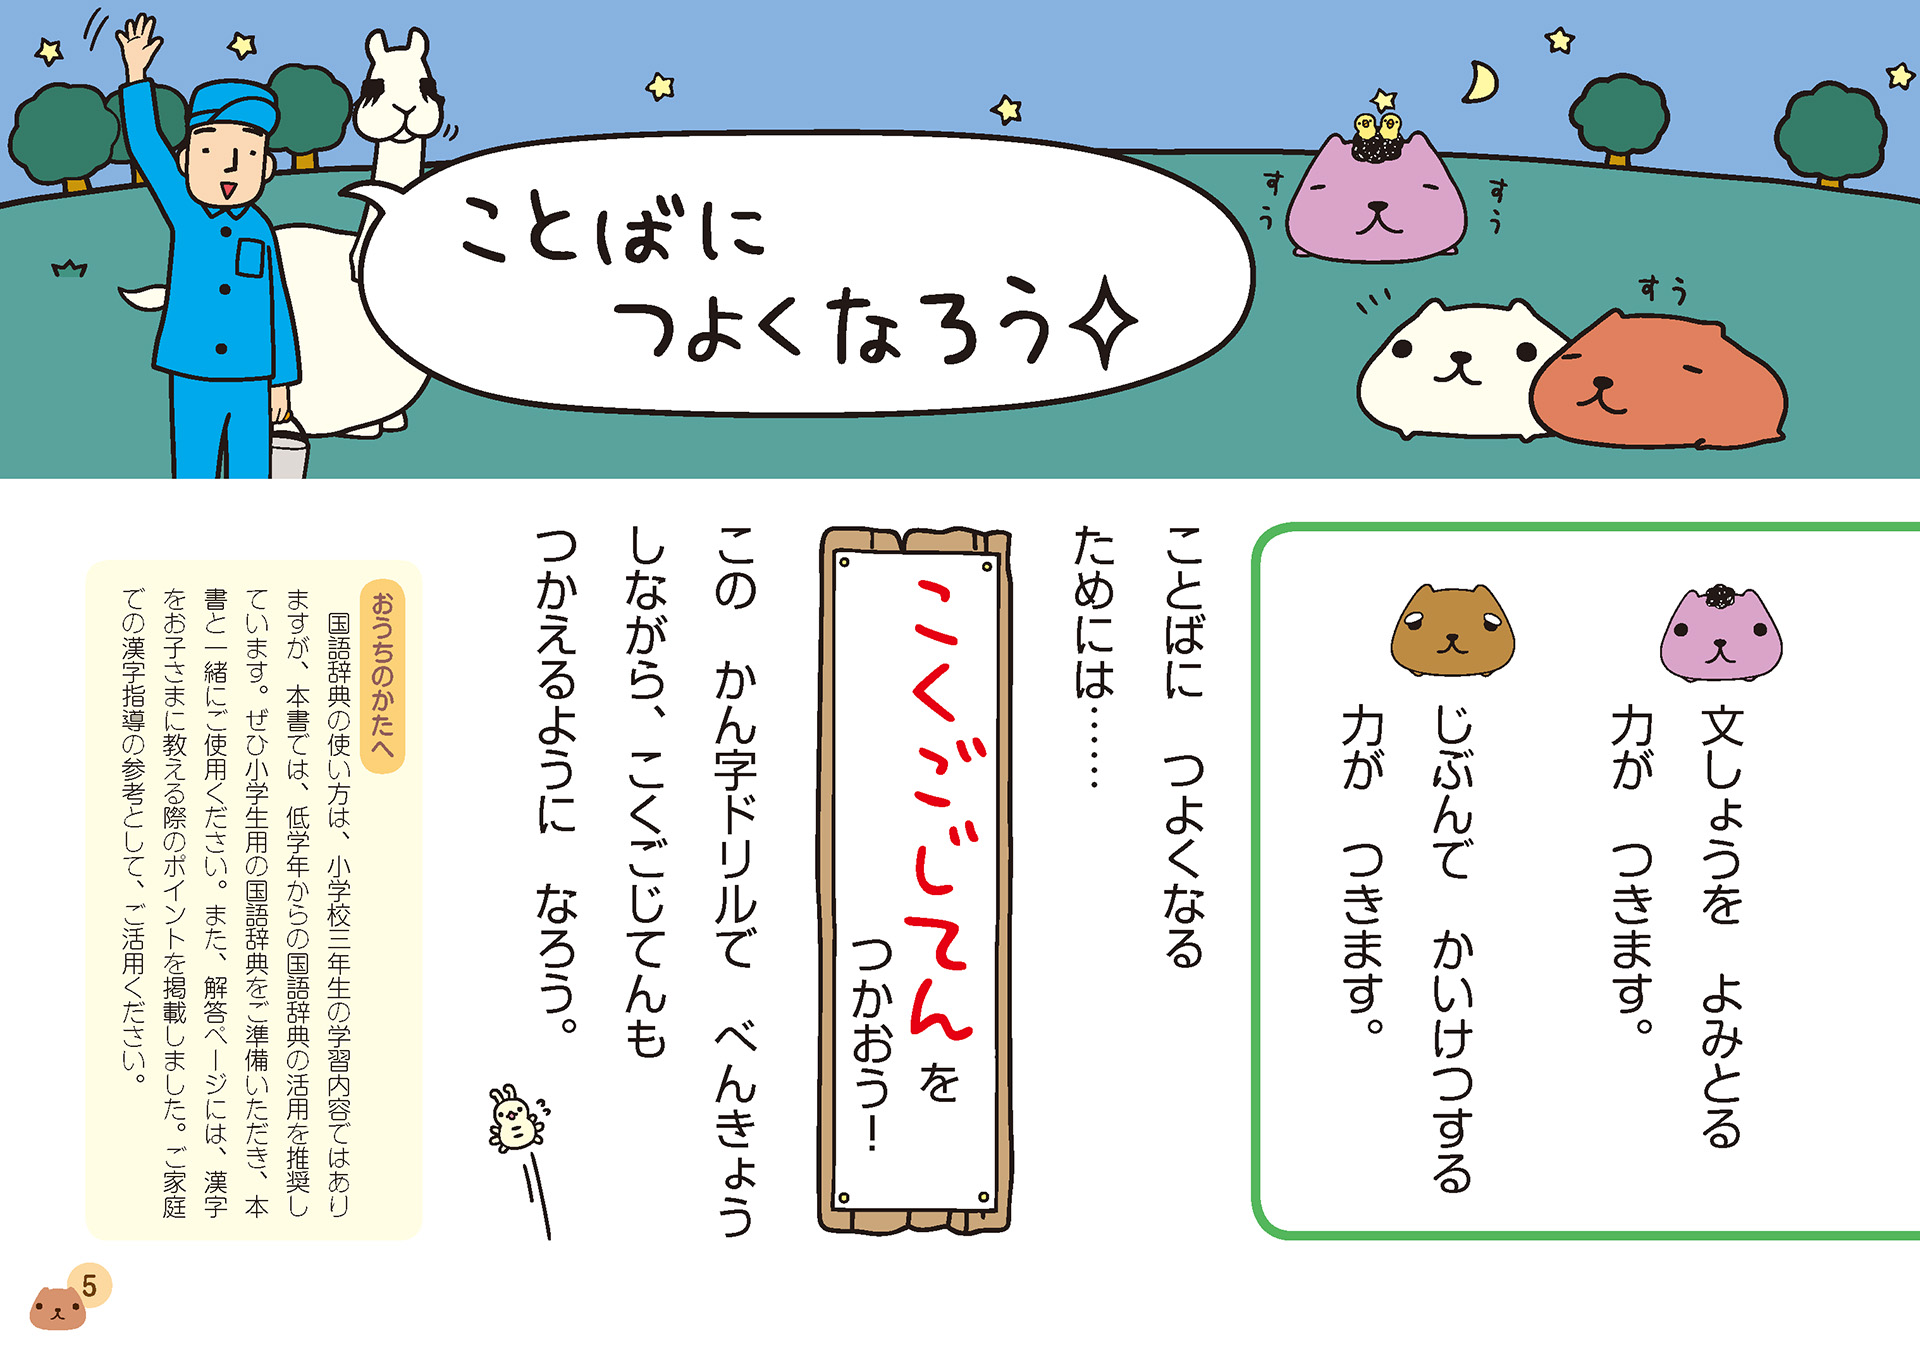 ことばに
つよくなろう
すう
すう
すう
文しょうを よみとる
力が つきます。
じぶんで かいけつする
力が つきます。
ことばに つよくなる
ためには……
こくごじてんを
つかおう！
この かん字ドリルで べんきょう
しながら、こくごじてんも
つかえるように なろう。
おうちのかたへ
国語辞典の使い方は、小学校三年生の学習内容ではあり
ますが、本書では、低学年からの国語辞典の活用を推奨し
ています。ぜひ小学生用の国語辞典をご準備いただき、本
書と一緒にご使用ください。また、解答ページには、漢字
をお子さまに教える際のポイントを掲載しました。ご家庭
での漢字指導の参考として、ご活用ください。
5